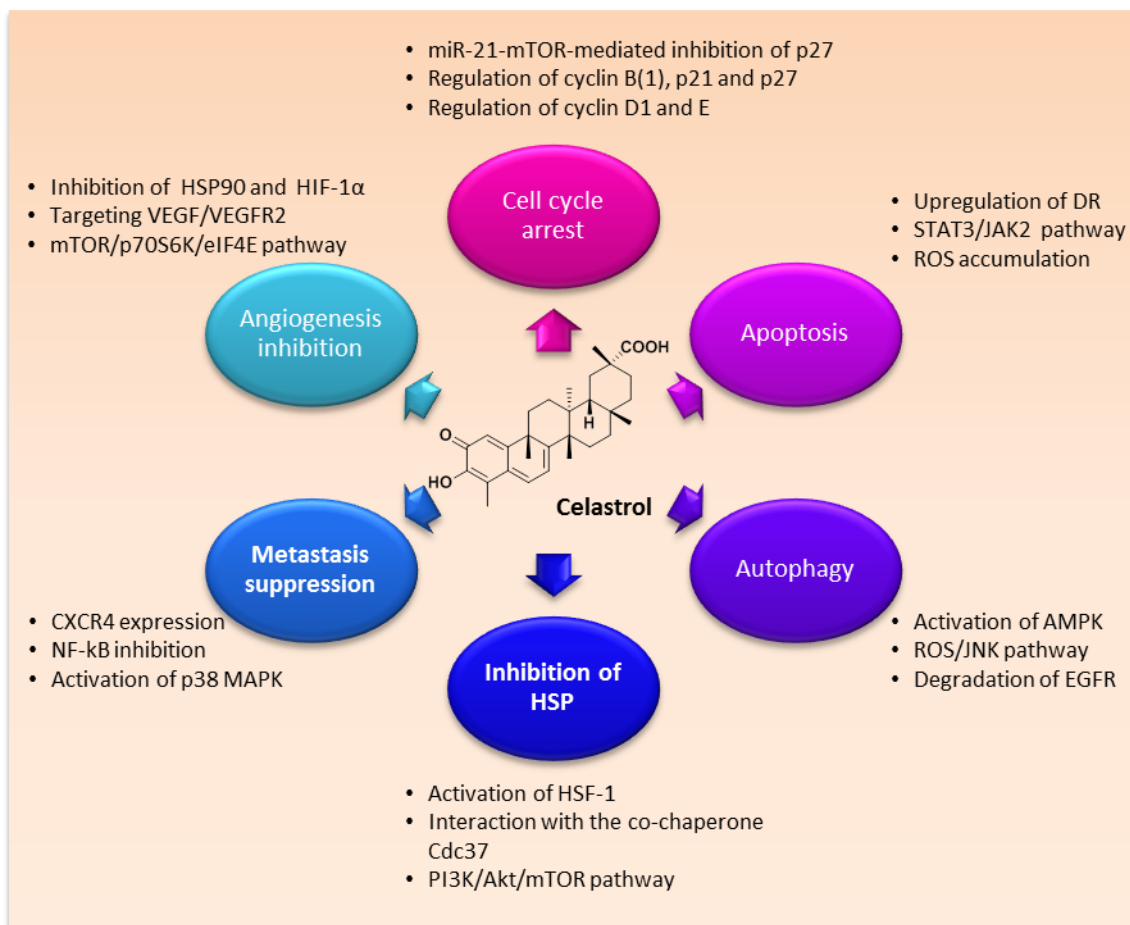 • miR-21-mTOR-mediated inhibition of p27
• Regulation of cyclin B(1), p21 and p27
• Regulation of cyclin D1 and E
Cell cycle
arrest
• Inhibition of HSP90 and HIF-1α
• Targeting VEGF/VEGFR2
• mTOR/p70S6K/eIF4E pathway
Angiogenesis
inhibition
• Upregulation of DR
• STAT3/JAK2 pathway
• ROS accumulation
Apoptosis
COOH
H
O
HO
Celastrol
Metastasis
suppression
• CXCR4 expression
• NF-kB inhibition
• Activation of p38 MAPK
Autophagy
• Activation of AMPK
• ROS/JNK pathway
• Degradation of EGFR
Inhibition of
HSP
• Activation of HSF-1
• Interaction with the co-chaperone
Cdc37
• PI3K/Akt/mTOR pathway